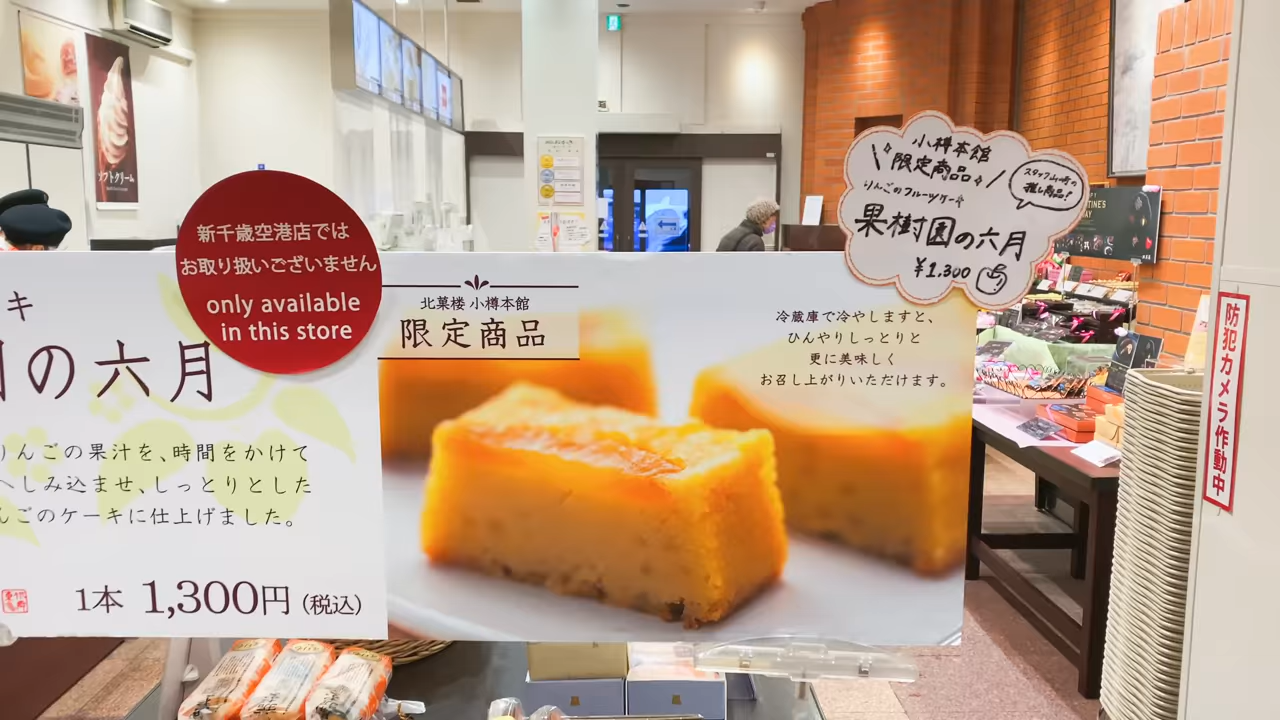 ソフトクリーム
新千歳空港店では
お取り扱いございません
only available
in this store
キ
の六月
りんごの果汁を、時間をかけて
へしみ込ませ、しっとりとした
んごのケーキに仕上げました。
1本 1,300円 (税込)
北菓楼 小樽本館
限定商品
冷蔵庫で冷やしますと、
ひんやりしっとりと
更に美味しく
お召し上がりいただけます。
小樽本館
限定商品
りんごのフルーツケーキ
スタッフ山崎の
推し商品!
果樹園の六月
¥1,300
防犯カメラ作動中